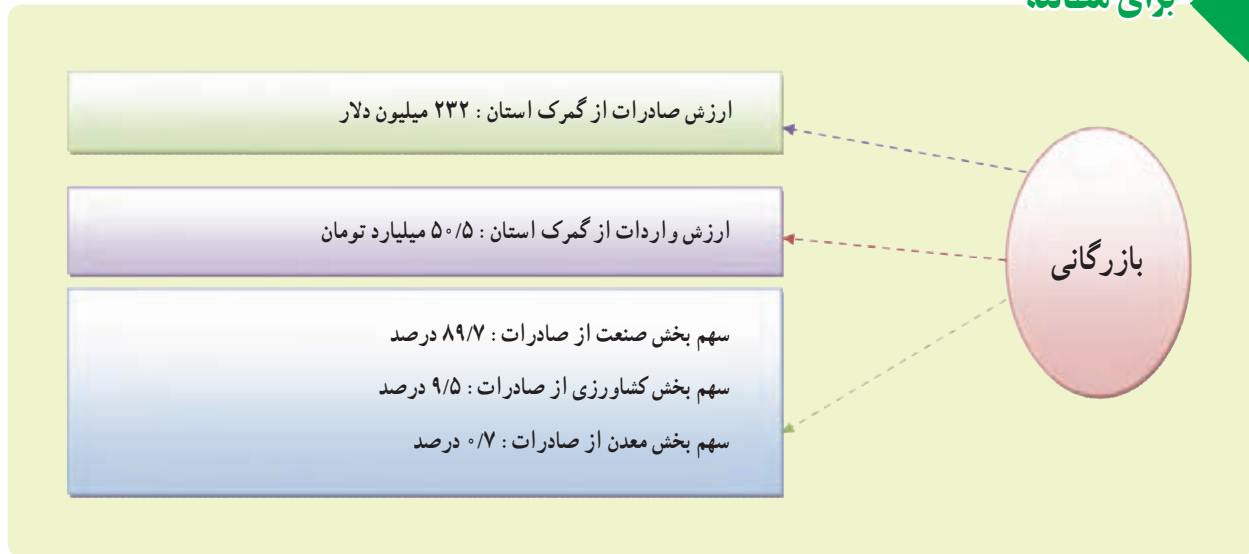 برای مطالعه
ارزش صادرات از گمرک استان : ۲۳۲ میلیون دلار
ارزش واردات از گمرک استان : ۵۰/۵ میلیارد تومان
بازرگانی
سهم بخش صنعت از صادرات : ۸۹/۷ درصد
سهم بخش کشاورزی از صادرات : ۹/۵ درصد
سهم بخش معدن از صادرات : ۰/۷ درصد